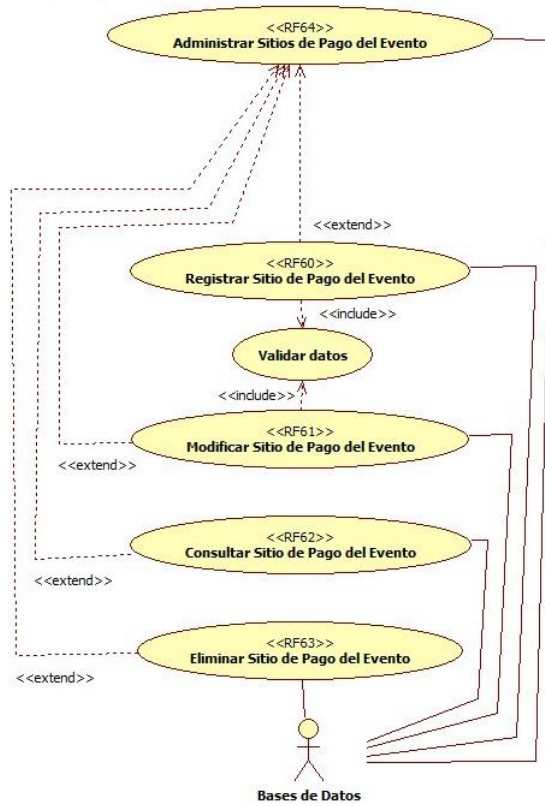 <<RF64>>
Administrar Sitios de Pago del Evento
<<extend>>
<<RF60>>
Registrar Sitio de Pago del Evento
<<include>>
Validar datos
<<include>>
<<RF61>>
Modificar Sitio de Pago del Evento
<<extend>>
<<RF62>>
Consultar Sitio de Pago del Evento
<<extend>>
<<RF63>>
Eliminar Sitio de Pago del Evento
<<extend>>
Bases de Datos